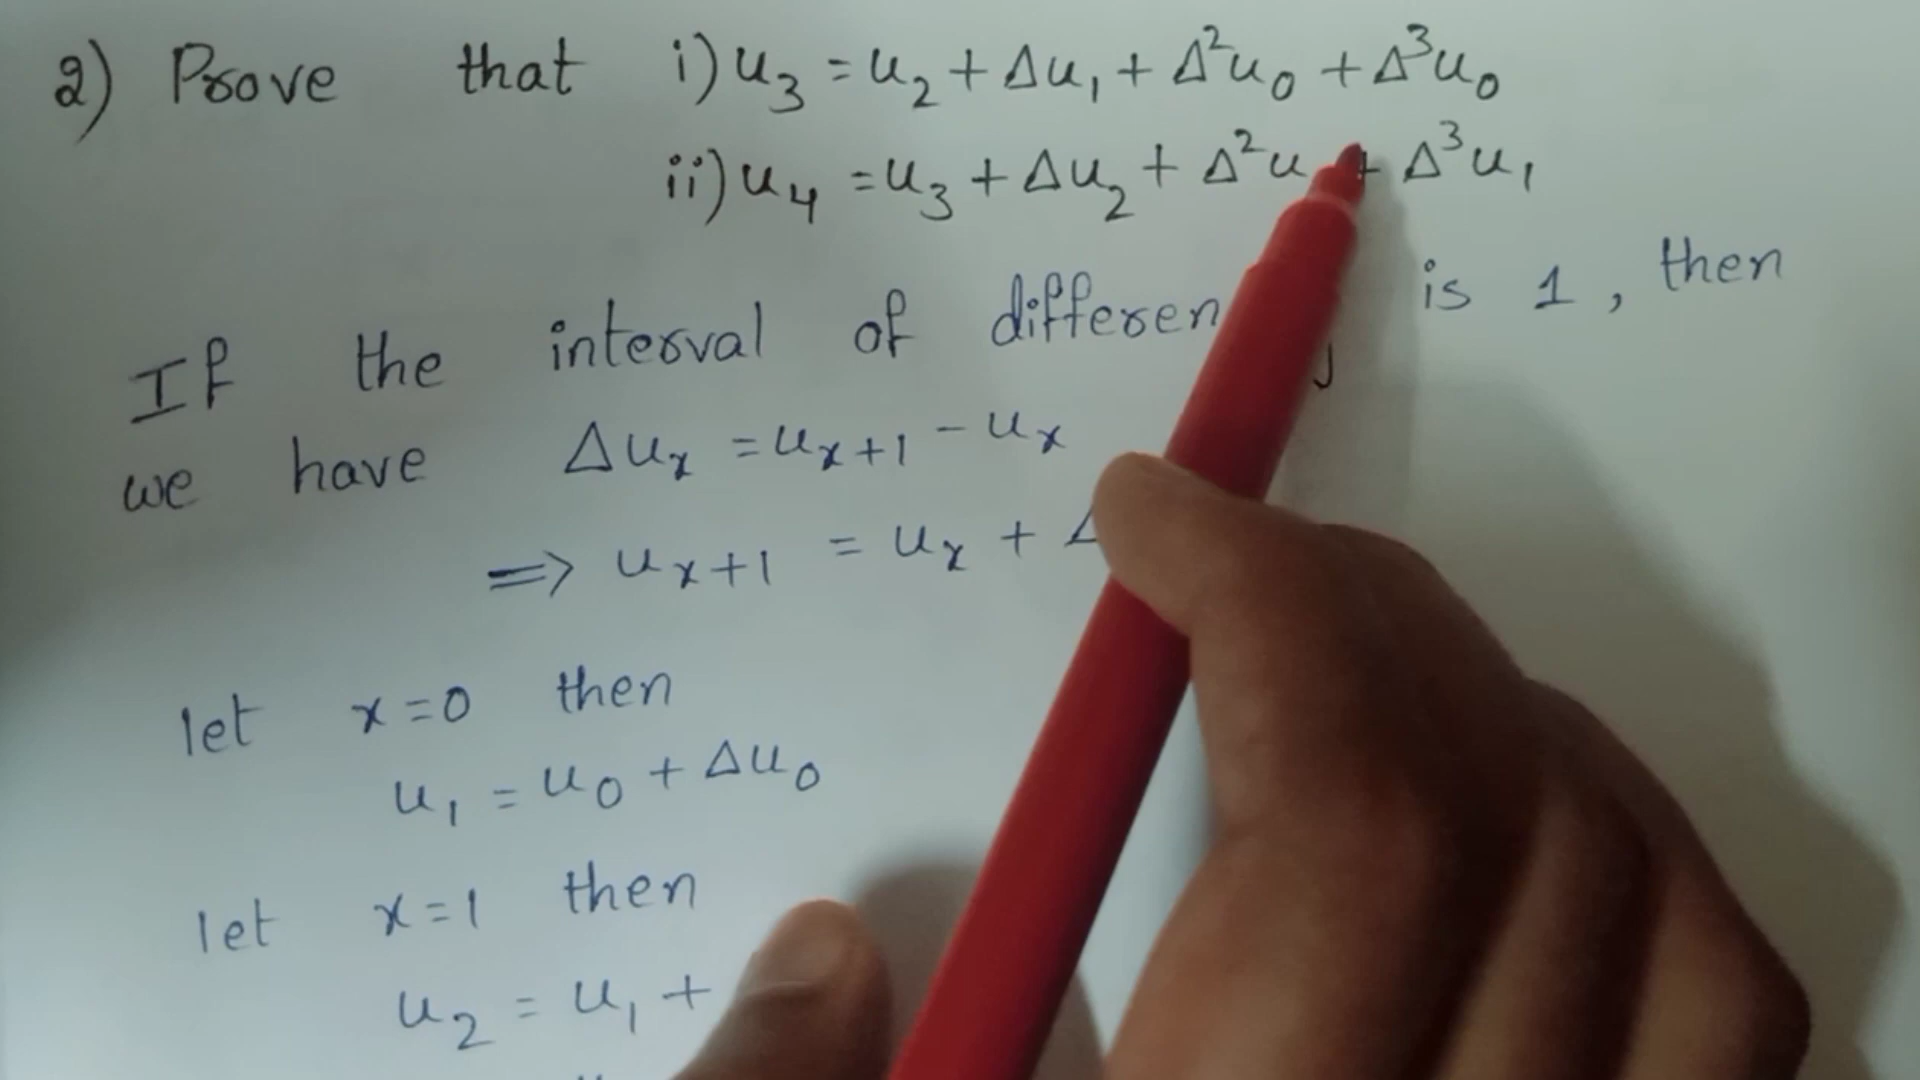 2) Prove that i) u₃ = u₂ + Δu₁ + Δ²u₀ + Δ³u₀
ii) u₄ = u₃ + Δu₂ + Δ²u + Δ³u₁
If the interval of differen is 1, then
we have Δuₓ = uₓ₊₁ - uₓ
=> uₓ₊₁ = uₓ + Δ
let x=0 then
u₁ = u₀ + Δu₀
let x=1 then
u₂ = u₁ +